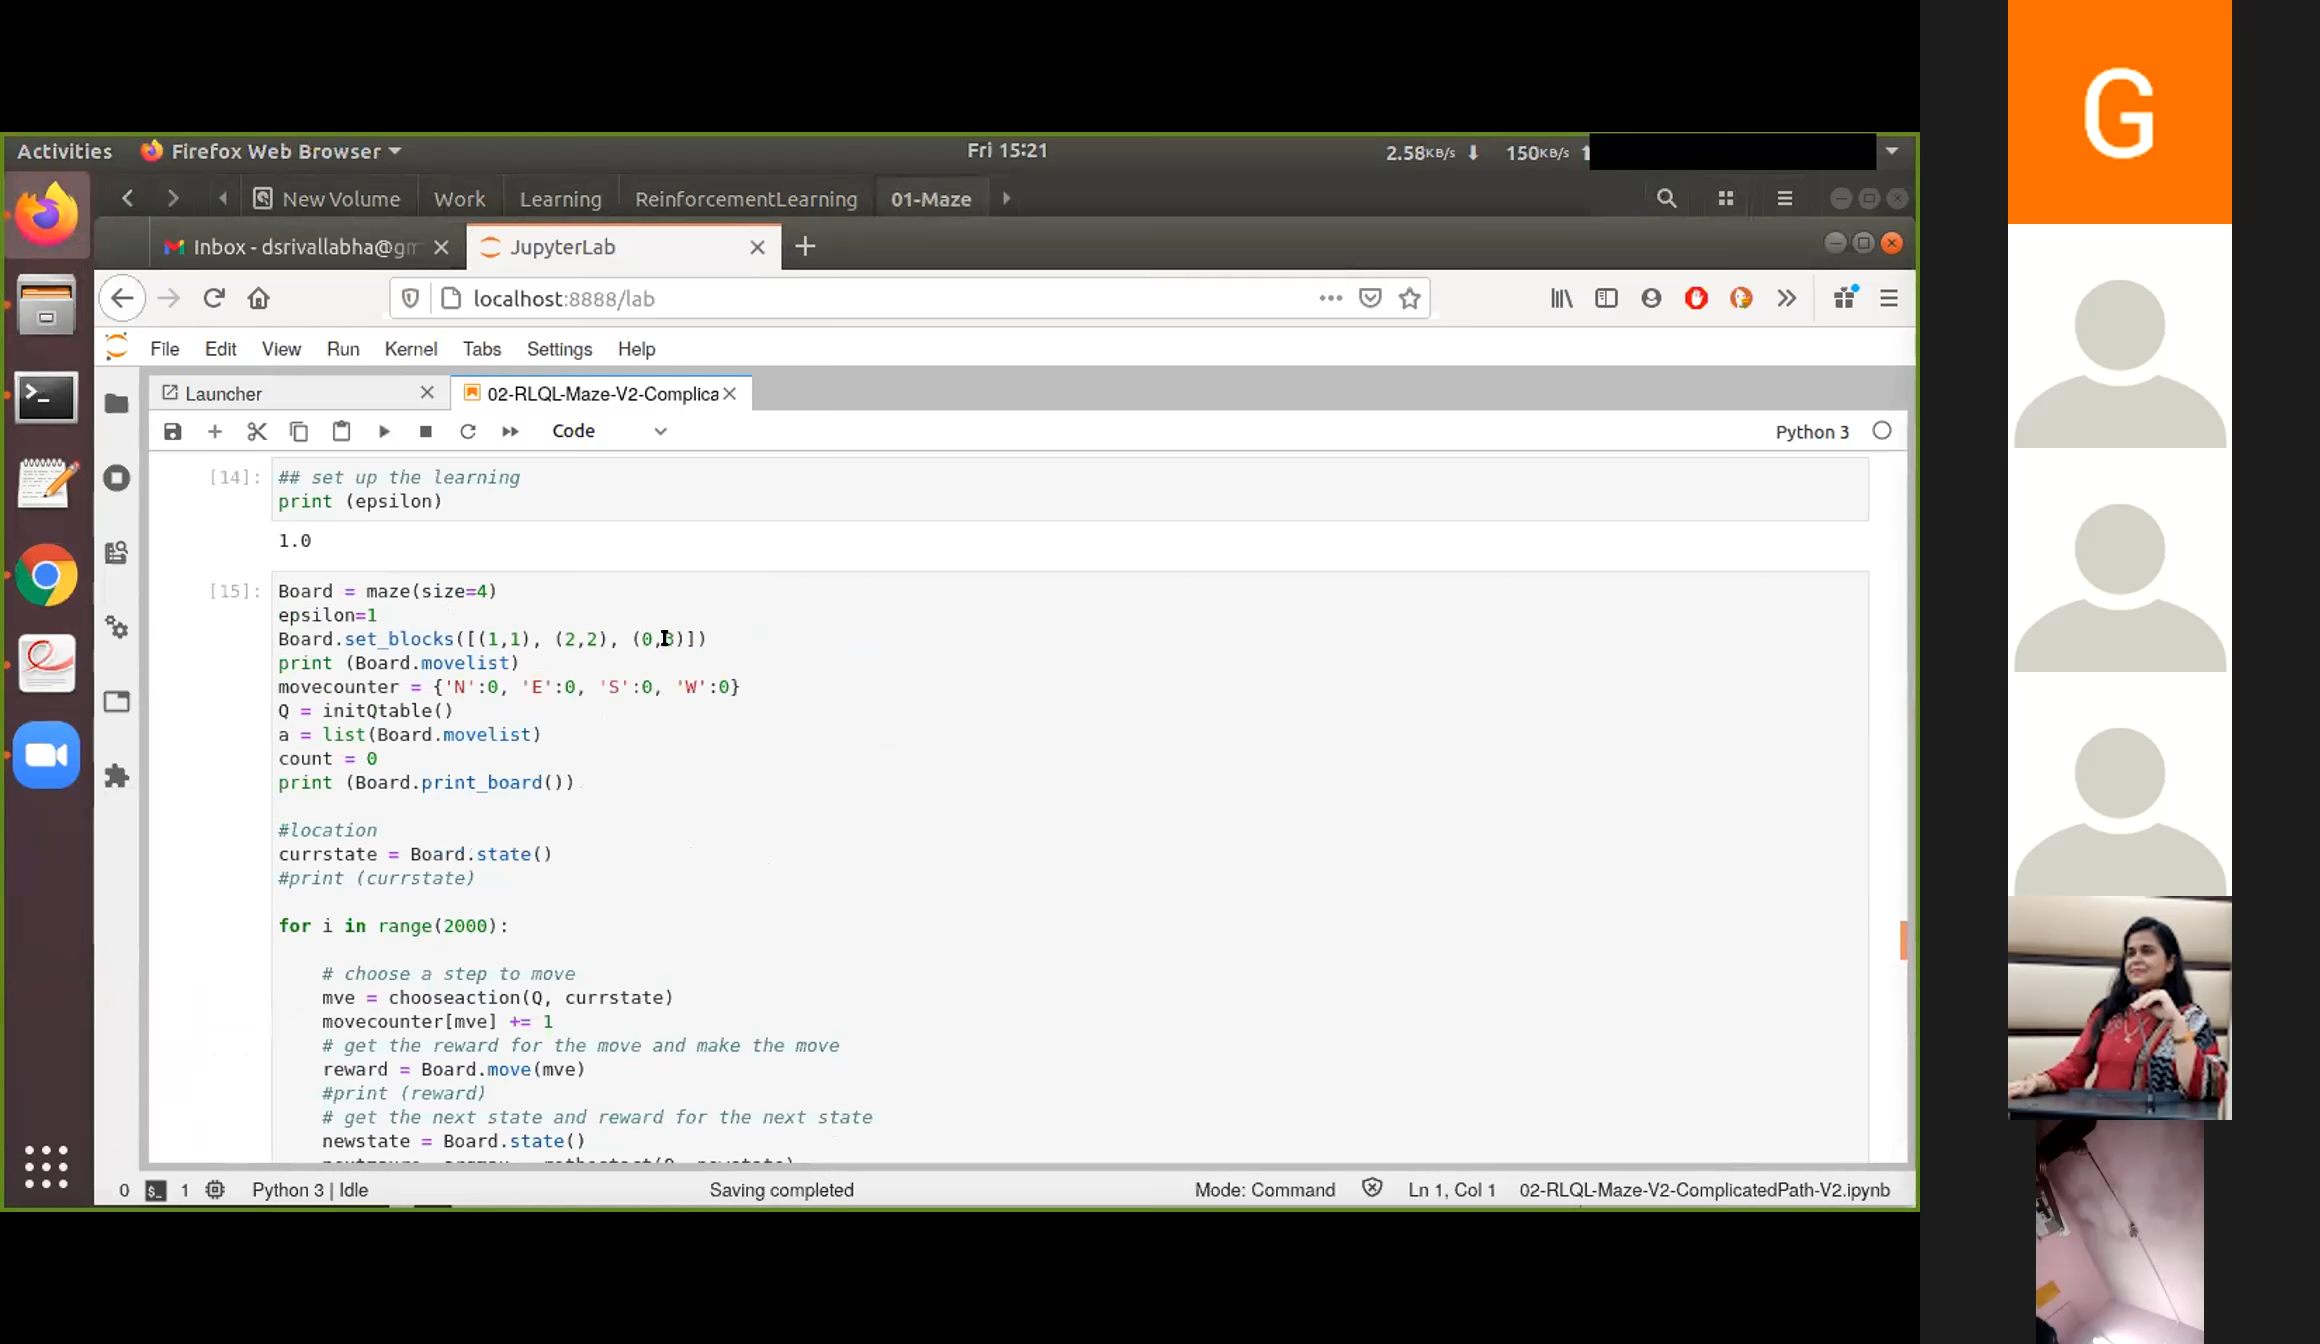 G
Activities Firefox Web Browser Fri 15:21 2.58KB/s 150KB/s
New Volume Work Learning ReinforcementLearning 01-Maze
Inbox - dsrivallabha@gm JupyterLab
localhost:8888/lab
File Edit View Run Kernel Tabs Settings Help
Launcher 02-RLQL-Maze-V2-Complica
Code Python 3
[14]: ## set up the learning
print (epsilon)
1.0
[15]: Board = maze(size=4)
epsilon=1
Board.set_blocks([(1,1), (2,2), (0,3)])
print (Board.movelist)
movecounter = {'N':0, 'E':0, 'S':0, 'W':0}
Q = initQtable()
a = list(Board.movelist)
count = 0
print (Board.print_board())
#location
currstate = Board.state()
#print (currstate)
for i in range(2000):
# choose a step to move
mve = chooseaction(Q, currstate)
movecounter[mve] += 1
# get the reward for the move and make the move
reward = Board.move(mve)
#print (reward)
# get the next state and reward for the next state
newstate = Board.state()
0 1 Python 3 | Idle Saving completed Mode: Command Ln 1, Col 1 02-RLQL-Maze-V2-ComplicatedPath-V2.ipynb